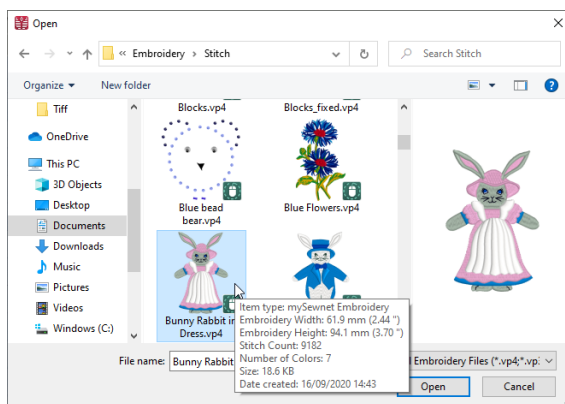 Open
« Embroidery › Stitch
Search Stitch
Organize
New folder
Tiff
OneDrive
This PC
3D Objects
Desktop
Documents
Downloads
Music
Pictures
Videos
Windows (C:)
Blocks.vp4
Blocks_fixed.vp4
Blue bead
bear.vp4
Blue Flowers.vp4
Bunny Rabbit in
Dress.vp4
Item type: mySewnet Embroidery
Embroidery Width: 61.9 mm (2.44 ")
Embroidery Height: 94.1 mm (3.70 ")
Stitch Count: 9182
Number of Colors: 7
Size: 18.6 KB
Date created: 16/09/2020 14:43
File name:
Bunny Rabbit
Embroidery Files (*.vp4;*.vp3
Open
Cancel